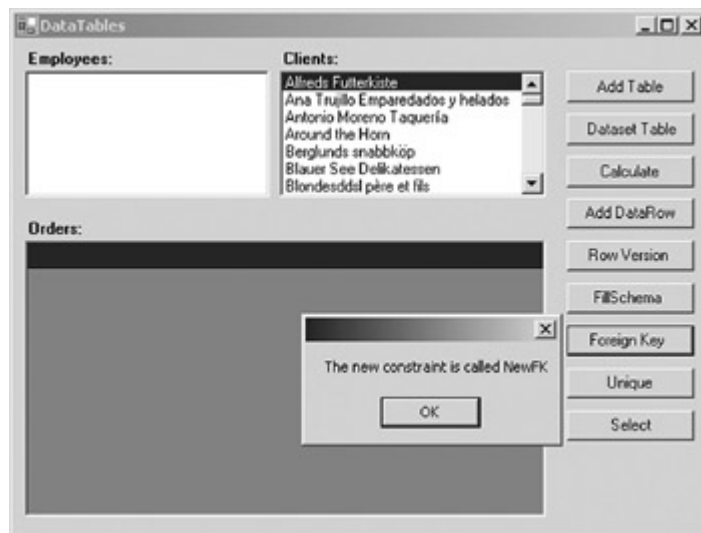 DataTables
Employees:
Clients:
Alfreds Futterkiste
Ana Trujillo Emparedados y helados
Antonio Moreno Taquería
Around the Horn
Berglunds snabbköp
Blauer See Delikatessen
Blondesddsl père et fils
Add Table
Dataset Table
Calculate
Add DataRow
Row Version
FillSchema
Foreign Key
Unique
Select
Orders:
The new constraint is called NewFK
OK